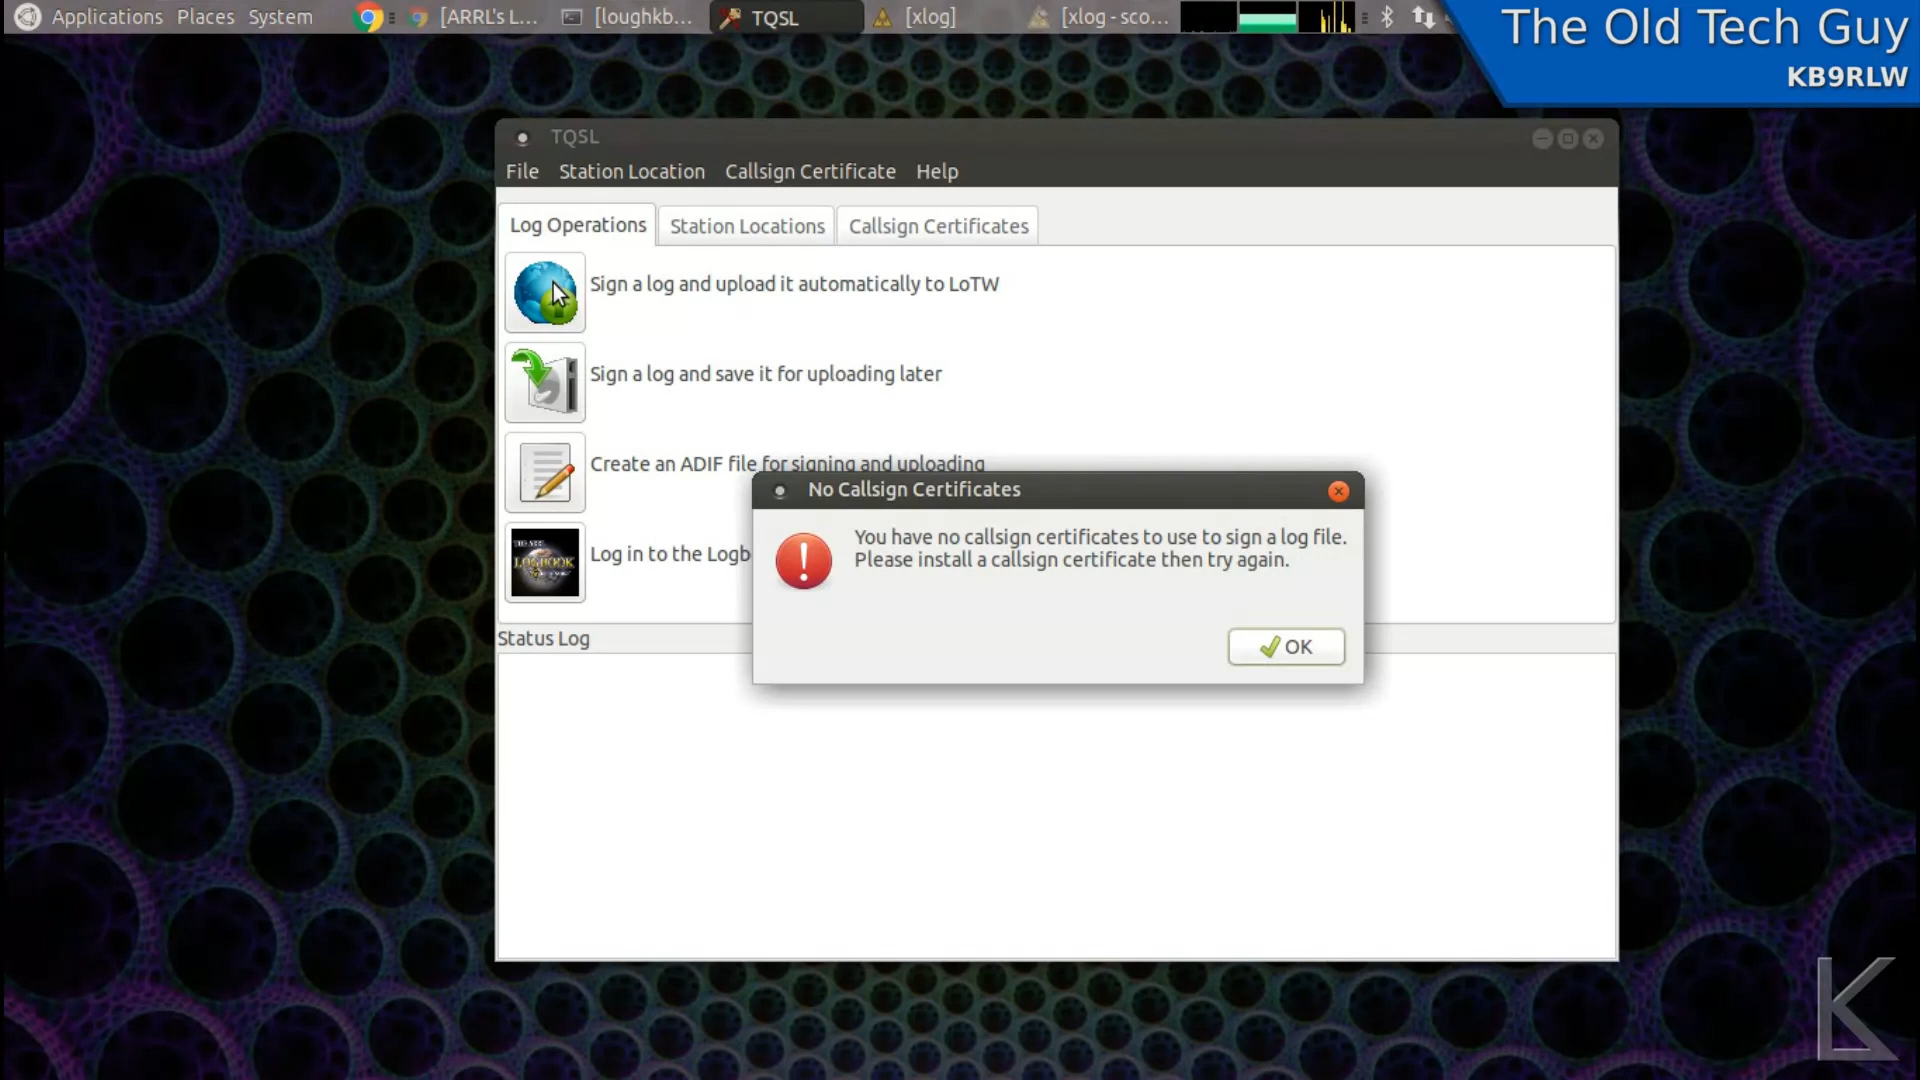 Applications Places System [ARRL's L... [loughkb... TQSL [xlog] [xlog - sco...
The Old Tech Guy
KB9RLW
TQSL
File Station Location Callsign Certificate Help
Log Operations Station Locations Callsign Certificates
Sign a log and upload it automatically to LoTW
Sign a log and save it for uploading later
Create an ADIF file for signing and uploading
No Callsign Certificates
You have no callsign certificates to use to sign a log file.
Please install a callsign certificate then try again.
LOGBOOK
Log in to the Logb
OK
Status Log
K